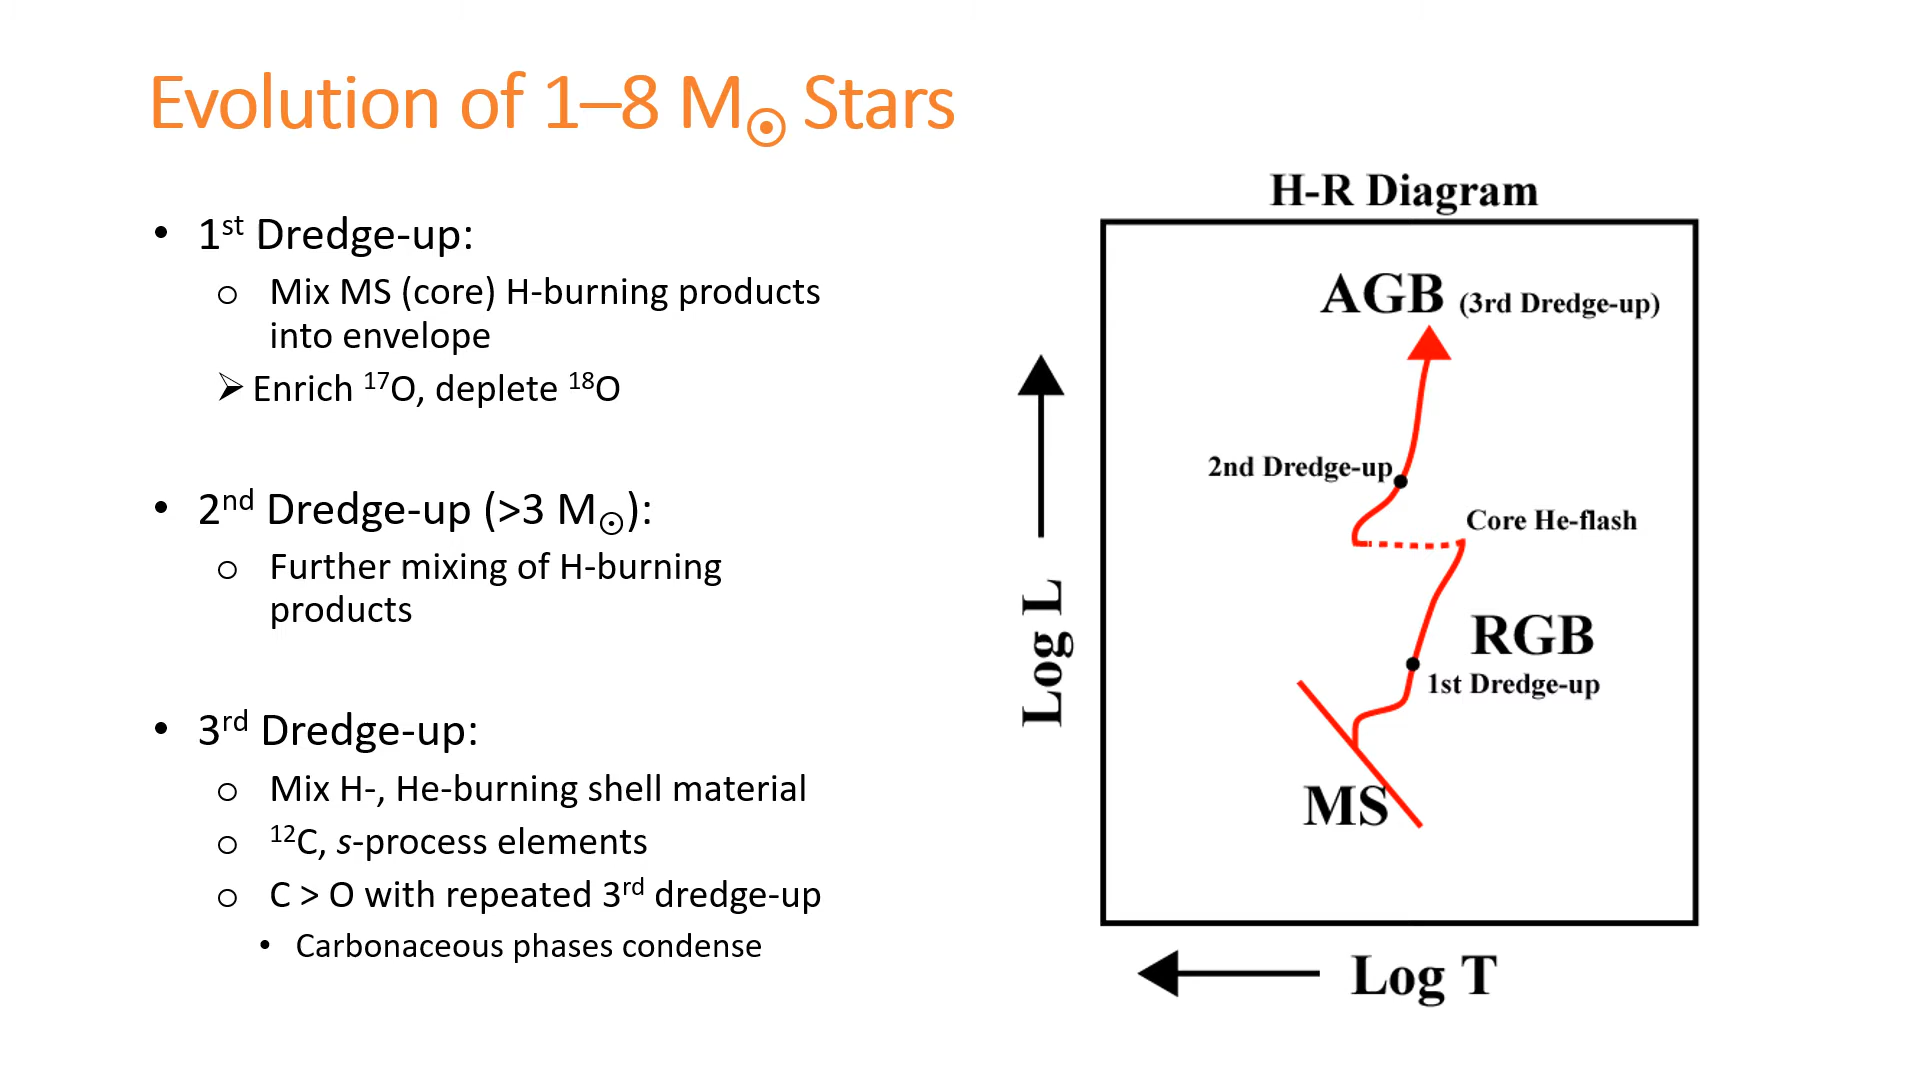 Evolution of 1–8 M☉ Stars
• 1st Dredge-up:
o Mix MS (core) H-burning products
into envelope
➢ Enrich 17O, deplete 18O
• 2nd Dredge-up (>3 M☉):
o Further mixing of H-burning
products
• 3rd Dredge-up:
o Mix H-, He-burning shell material
o 12C, s-process elements
o C > O with repeated 3rd dredge-up
• Carbonaceous phases condense
H-R Diagram
AGB (3rd Dredge-up)
2nd Dredge-up
Core He-flash
RGB
1st Dredge-up
MS
Log L
Log T